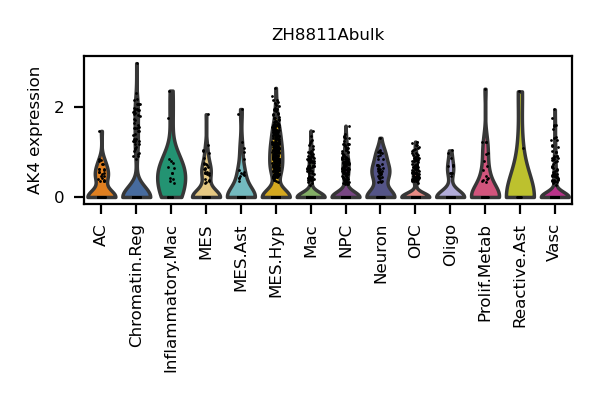 ZH8811Abulk
AK4 expression
2
0
AC
Chromatin.Reg
Inflammatory.Mac
MES
MES.Ast
MES.Hyp
Mac
NPC
Neuron
OPC
Oligo
Prolif.Metab
Reactive.Ast
Vasc